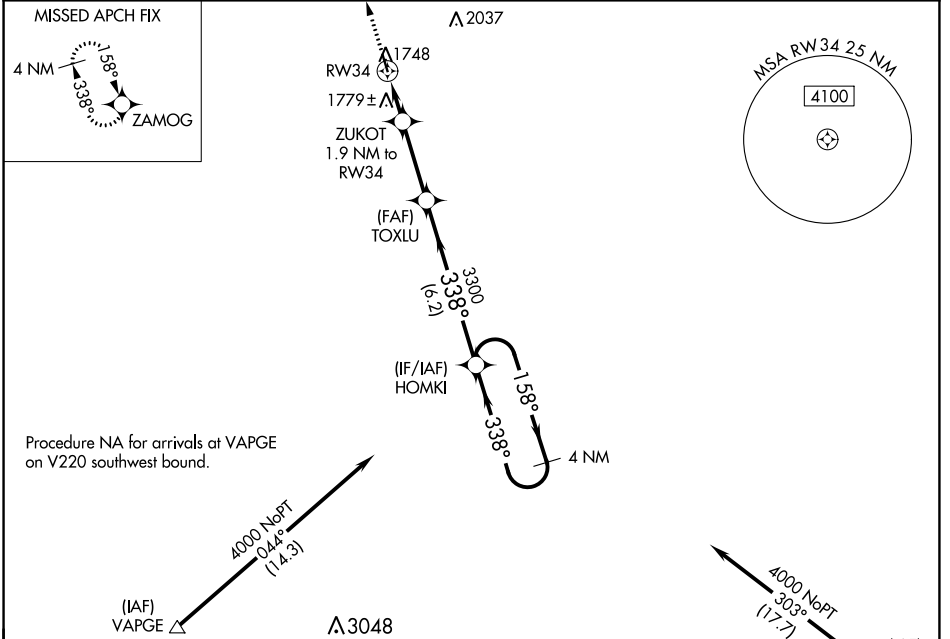 MISSED APCH FIX
4 NM
158°
338°
ZAMOG
2037
1748
RW34
1779±
ZUKOT
1.9 NM to
RW34
(FAF)
TOXLU
3300
338°
(6.2)
(IF/IAF)
HOMKI
158°
338°
4 NM
MSA RW34 25 NM
4100
Procedure NA for arrivals at VAPGE
on V220 southwest bound.
4000 NoPT
044°
(14.3)
(IAF)
VAPGE
3048
4000 NoPT
303°
(17.7)